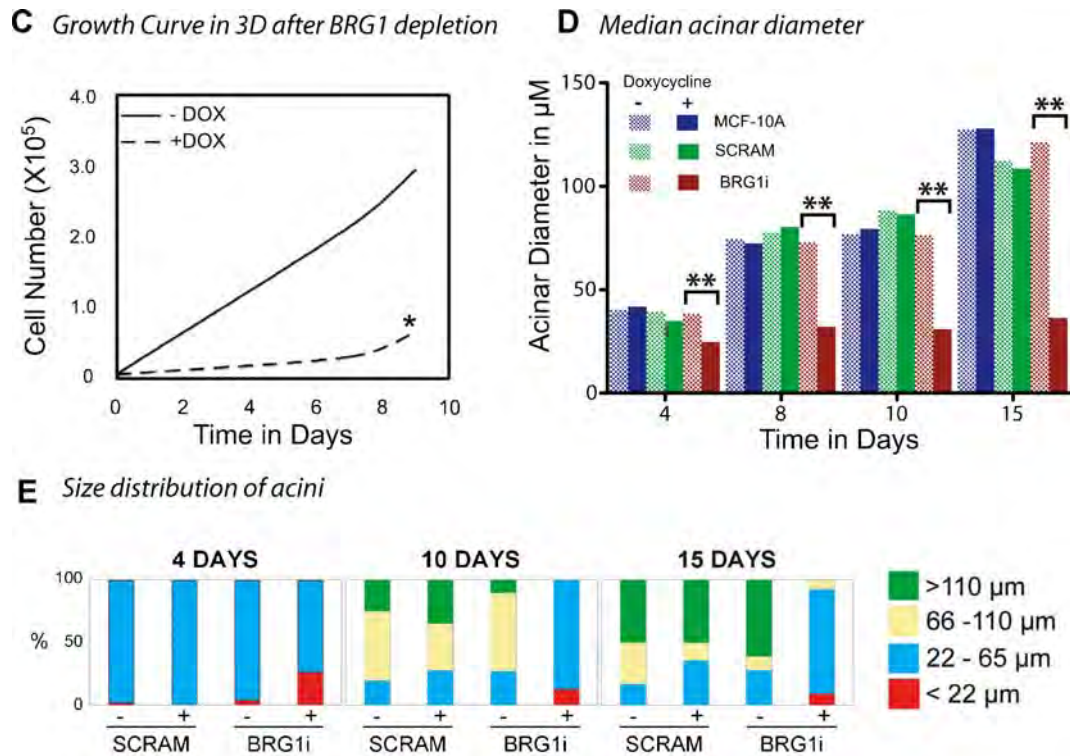 C Growth Curve in 3D after BRG1 depletion
4.0
3.0
2.0
1.0
0
Cell Number (X10⁵)
- DOX
+DOX
*
0 2 4 6 8 10
Time in Days
D Median acinar diameter
150
100
50
0
Acinar Diameter in µM
Doxycycline
- +
MCF-10A
SCRAM
BRG1i
**
**
**
**
4 8 10 15
Time in Days
E Size distribution of acini
4 DAYS 10 DAYS 15 DAYS
100
50
0
%
- + - + - + - + - + - +
SCRAM BRG1i SCRAM BRG1i SCRAM BRG1i
>110 µm
66 -110 µm
22 - 65 µm
< 22 µm